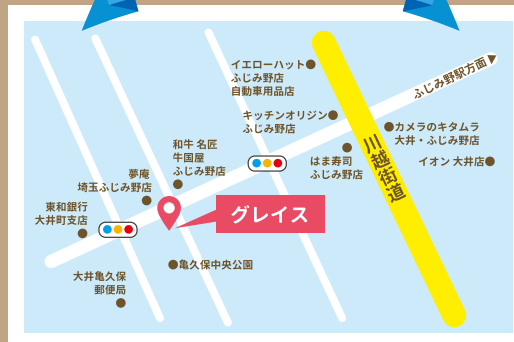 イエローハット
ふじみ野店
自動車用品店
ふじみ野駅方面
キッチンオリジン
ふじみ野店
カメラのキタムラ
大井・ふじみ野店
川越街道
和牛 名匠
牛国屋
ふじみ野店
はま寿司
ふじみ野店
イオン 大井店
夢庵
埼玉ふじみ野店
東和銀行
大井町支店
グレイス
亀久保中央公園
大井亀久保
郵便局